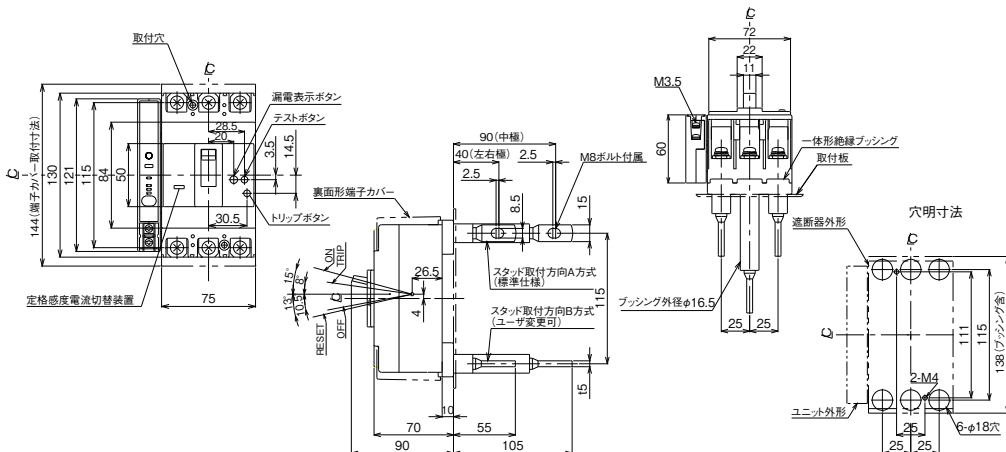 取付穴
℄
漏電表示ボタン
テストボタン
28.5
20
3.5
14.5
144(端子カバー取付寸法)
130
121
115
84
50
℄
30.5
トリップボタン
定格感度電流切替装置
75
裏面形端子カバー
90(中極)
40(左右極)
2.5
2.5
M8ボルト付属
8.5
15
ON
TRIP
15°
8°
13°
10.5°
℄
RESET
OFF
26.5
4
スタッド取付方向A方式
(標準仕様)
スタッド取付方向B方式
(ユーザ変更可)
115
t5
10
70
55
90
105
℄
72
22
11
M3.5
60
一体形絶縁ブッシング
取付板
ブッシング外径φ16.5
25
25
穴明寸法
遮断器外形
℄
℄
111
115
138(ブッシング含)
2-M4
ユニット外形
6-φ18穴
25
25
25